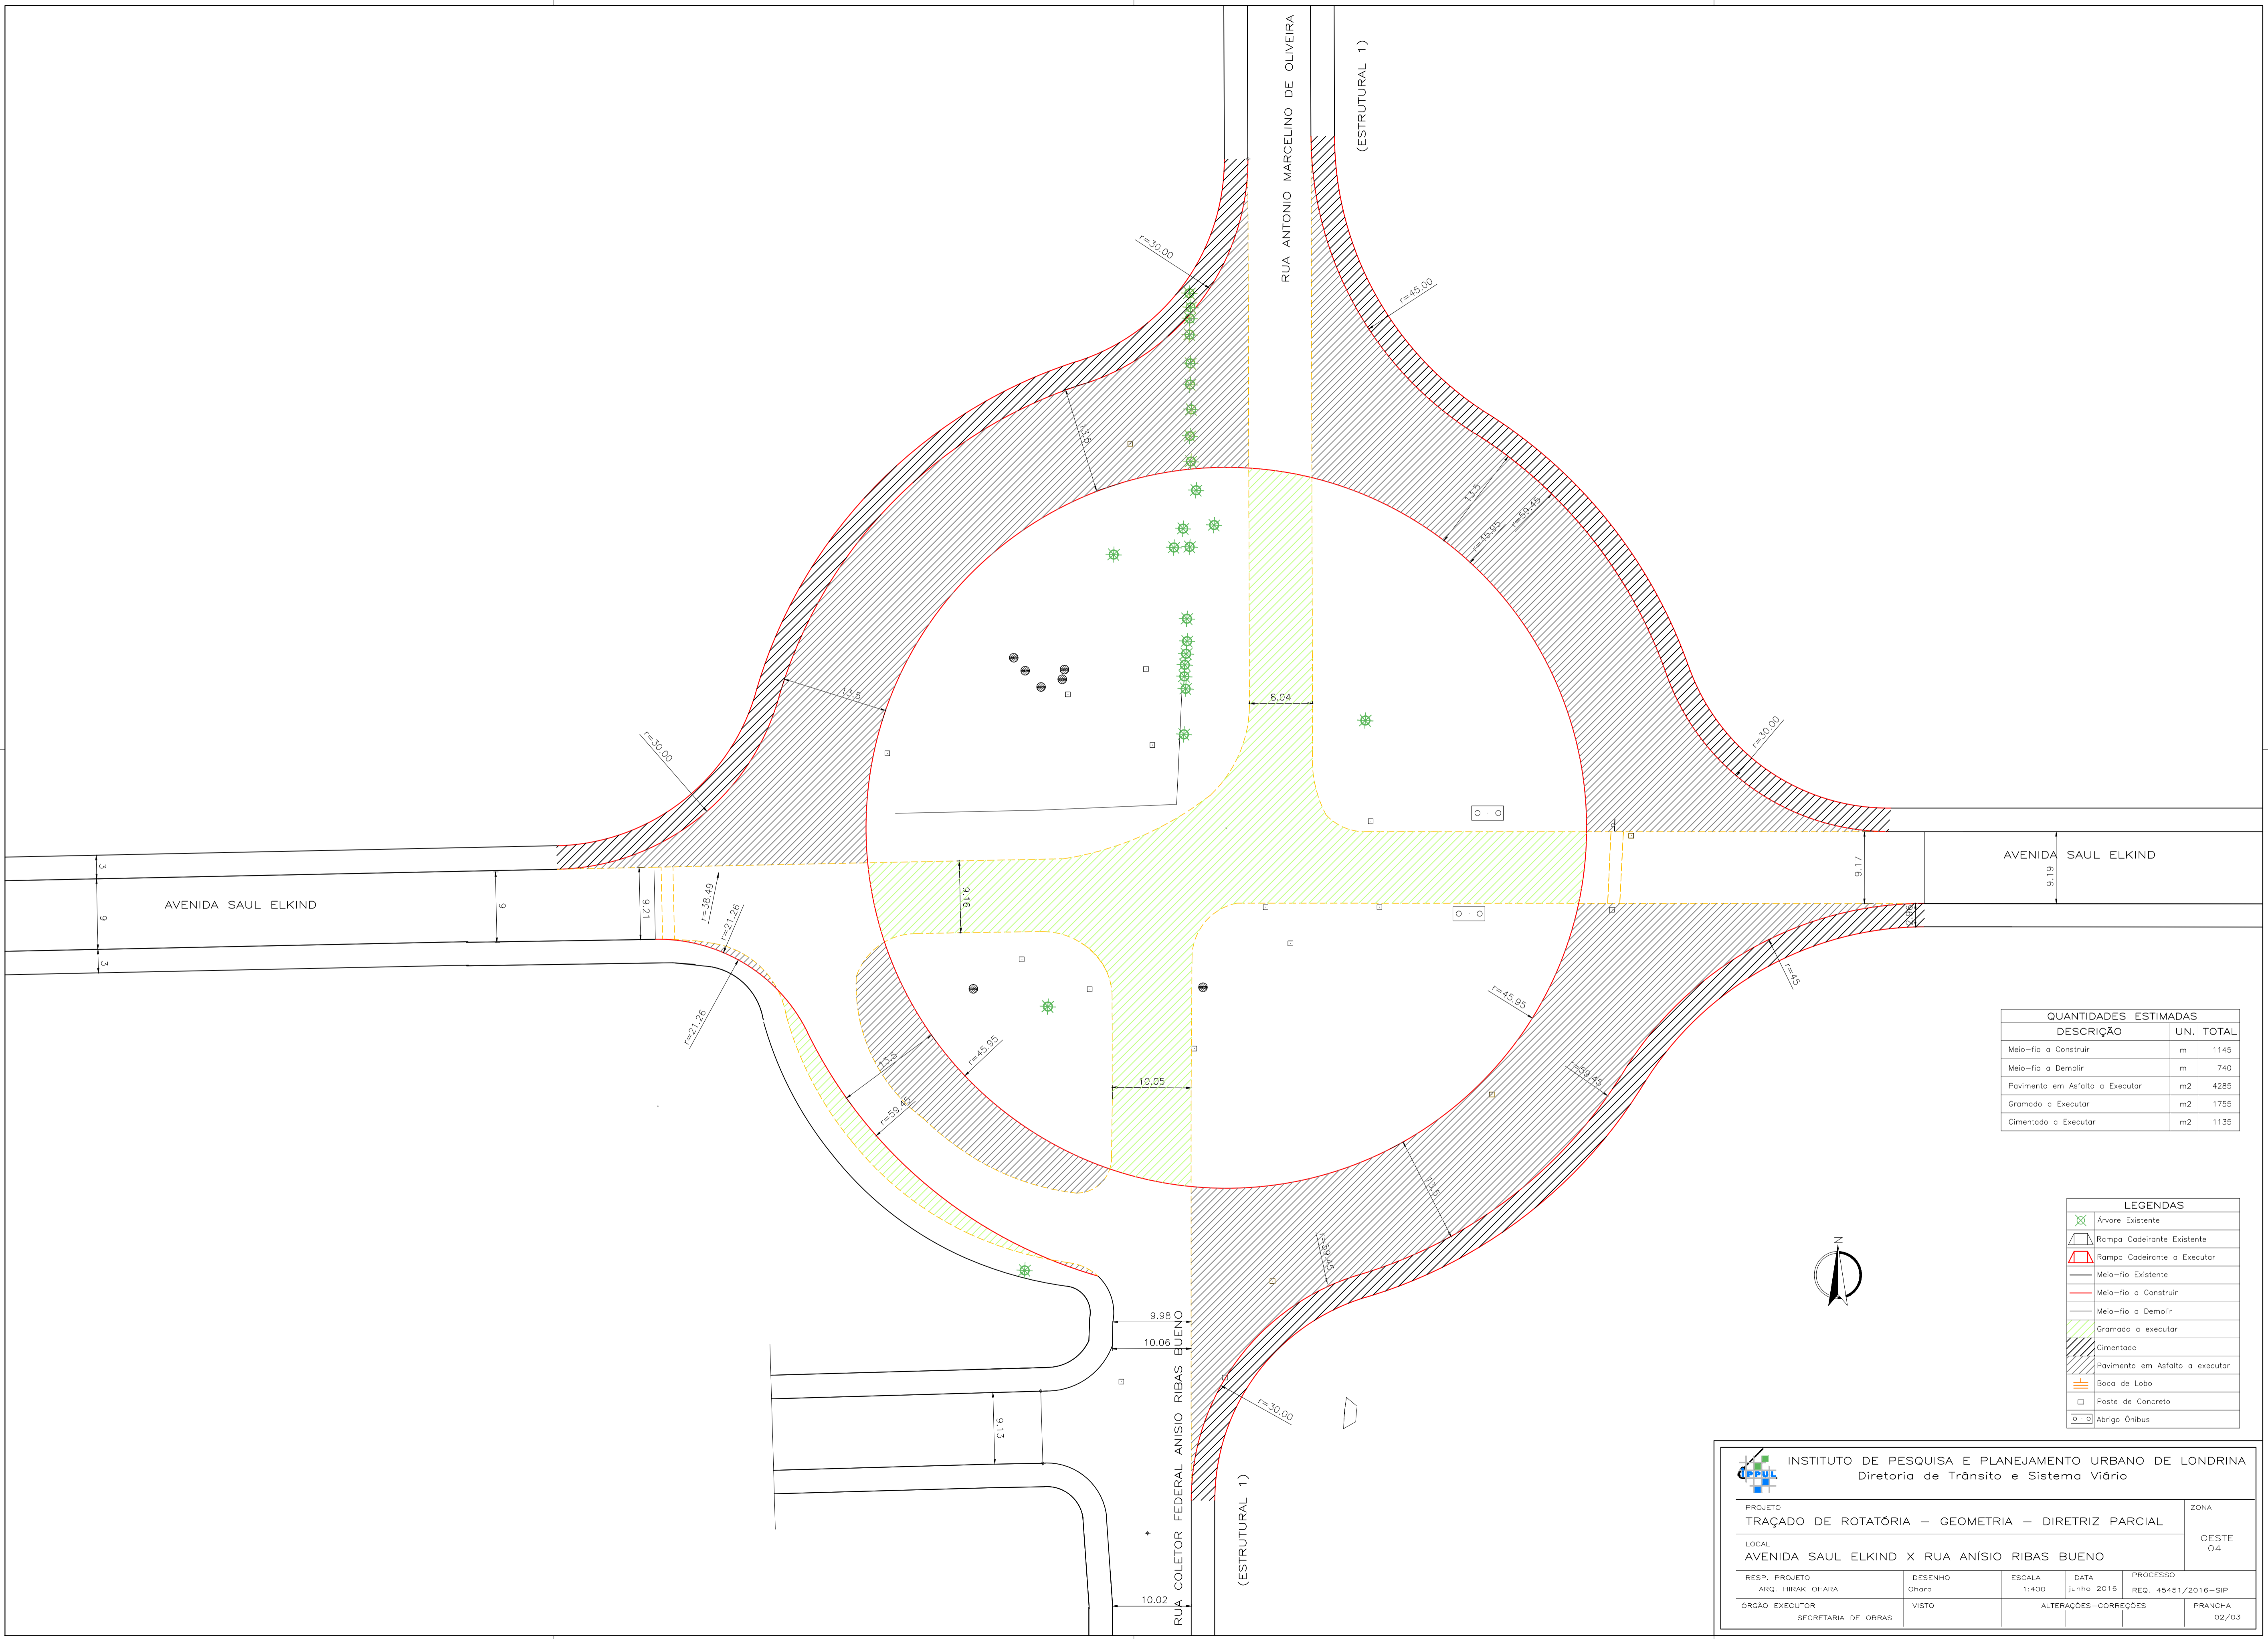 RUA ANTONIO MARCELINO DE OLIVEIRA
(ESTRUTURAL 1)
r=30.00
r=45.00
13.5
13.5
r=59.45
r=45.95
13.5
8.04
r=30.00
r=30.00
3
9
3
AVENIDA SAUL ELKIND
9
9.21
r=38.49
r=21.26
r=21.26
9.16
9.17
9.19
AVENIDA SAUL ELKIND
r=45
r=45.95
13.5
r=45.95
r=59.45
10.05
r=59.45
13.5
r=59.45
9.98
10.06
r=30.00
9.13
10.02
RUA COLETOR FEDERAL ANISIO RIBAS BUENO
(ESTRUTURAL 1)
N
QUANTIDADES ESTIMADAS
DESCRIÇÃO UN. TOTAL
Meio-fio a Construir m 1145
Meio-fio a Demolir m 740
Pavimento em Asfalto a Executar m2 4285
Gramado a Executar m2 1755
Cimentado a Executar m2 1135
LEGENDAS
Árvore Existente
Rampa Cadeirante Existente
Rampa Cadeirante a Executar
Meio-fio Existente
Meio-fio a Construir
Meio-fio a Demolir
Gramado a executar
Cimentado
Pavimento em Asfalto a executar
Boca de Lobo
Poste de Concreto
Abrigo Ônibus
IPPUL
INSTITUTO DE PESQUISA E PLANEJAMENTO URBANO DE LONDRINA
Diretoria de Trânsito e Sistema Viário
PROJETO
TRAÇADO DE ROTATÓRIA - GEOMETRIA - DIRETRIZ PARCIAL
ZONA
OESTE
04
LOCAL
AVENIDA SAUL ELKIND X RUA ANÍSIO RIBAS BUENO
RESP. PROJETO
ARQ. HIRAK OHARA
DESENHO
Ohara
ESCALA
1:400
DATA
junho 2016
PROCESSO
REQ. 45451/2016-SIP
ÓRGÃO EXECUTOR
SECRETARIA DE OBRAS
VISTO
ALTERAÇÕES-CORREÇÕES
PRANCHA
02/03